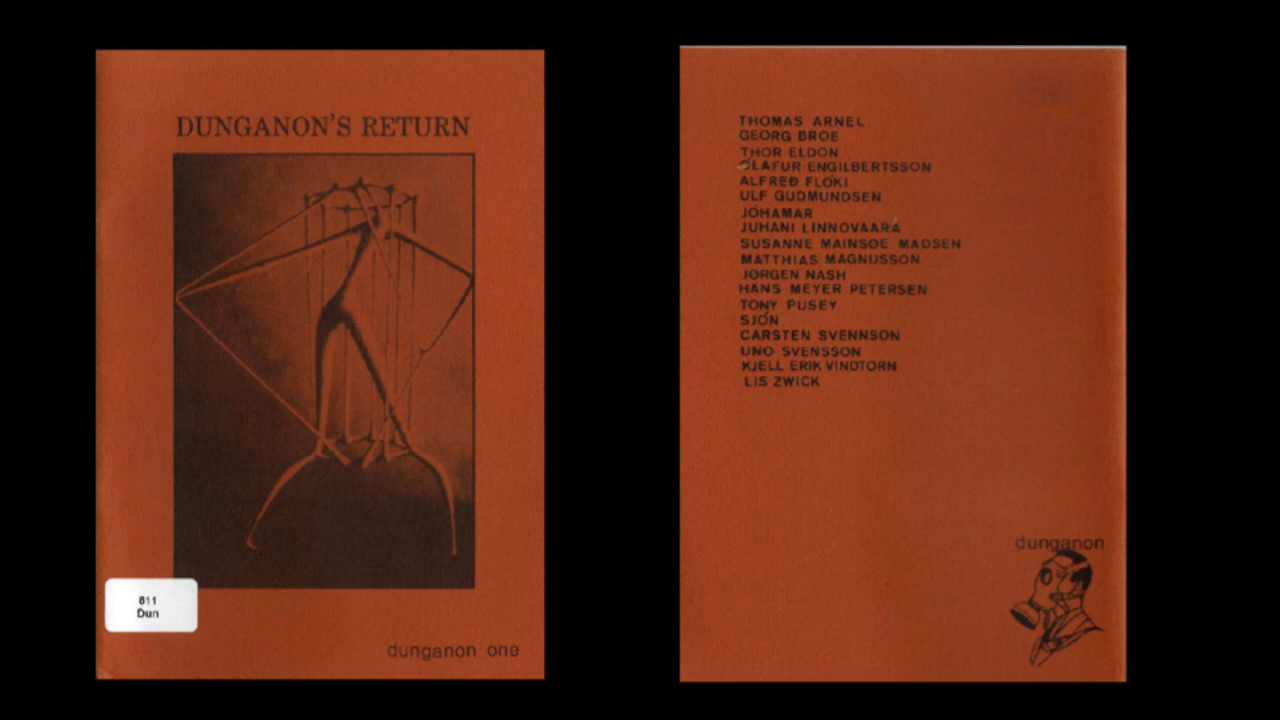 DUNGANON'S RETURN
811
Dun
dunganon one
THOMAS ARNEL
GEORG BROE
THOR ELDON
ÓLAFUR ENGILBERTSSON
ALFREÐ FLÓKI
ULF GUDMUNDSEN
JÓHAMAR
JUHANI LINNOVAARA
SUSANNE MAINSØE MADSEN
MATTHIAS MAGNUSSON
JØRGEN NASH
HANS MEYER PETERSEN
TONY PUSEY
SJÓN
CARSTEN SVENNSON
UNO SVENSSON
KJELL ERIK VINDTORN
LIS ZWICK
dunganon